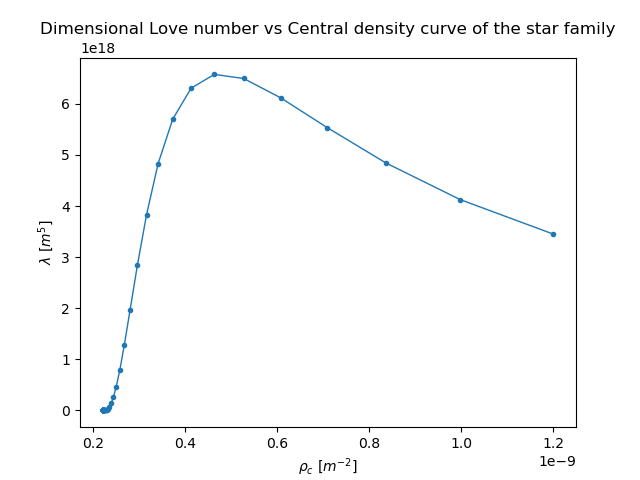 Dimensional Love number vs Central density curve of the star family
1e18
6
5
4
3
2
1
0
λ [m⁵]
0.2 0.4 0.6 0.8 1.0 1.2
1e−9
ρc [m⁻²]